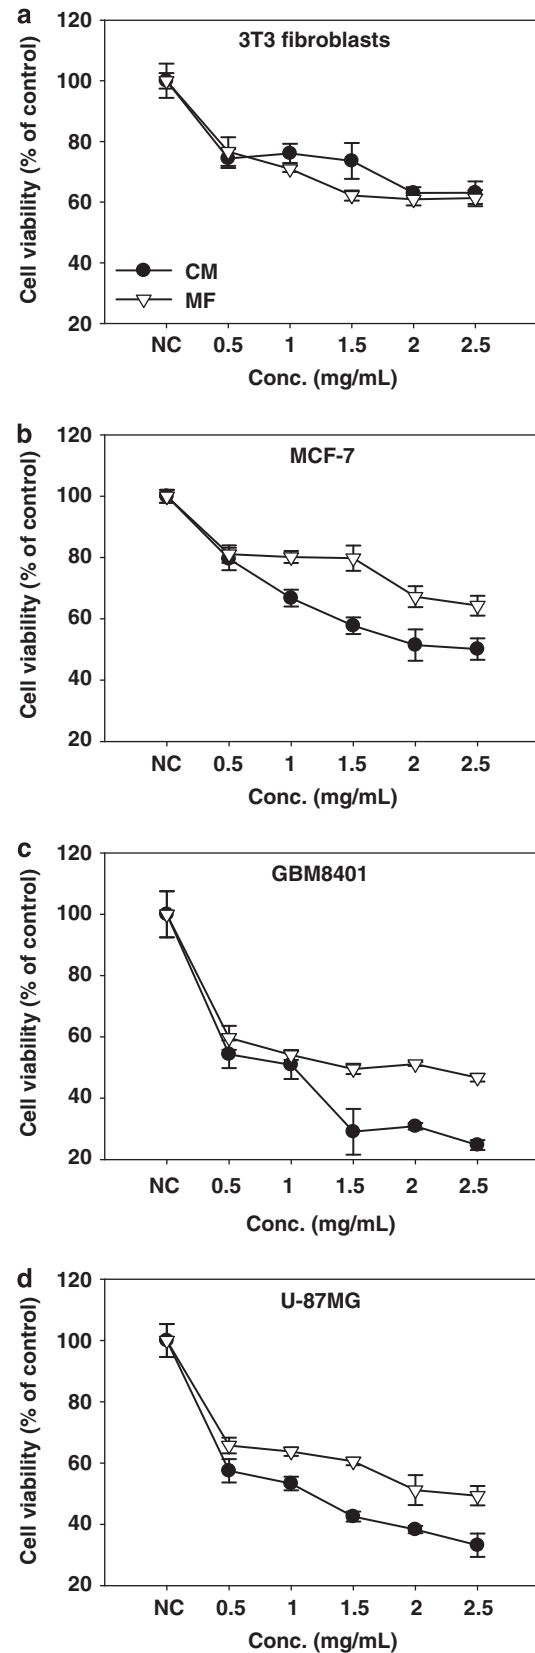 a
3T3 fibroblasts
Cell viability (% of control)
120
100
80
60
40
20
CM
MF
NC 0.5 1 1.5 2 2.5
Conc. (mg/mL)
b
MCF-7
Cell viability (% of control)
120
100
80
60
40
20
NC 0.5 1 1.5 2 2.5
Conc. (mg/mL)
c
GBM8401
Cell viability (% of control)
120
100
80
60
40
20
NC 0.5 1 1.5 2 2.5
Conc. (mg/mL)
d
U-87MG
Cell viability (% of control)
120
100
80
60
40
20
NC 0.5 1 1.5 2 2.5
Conc. (mg/mL)